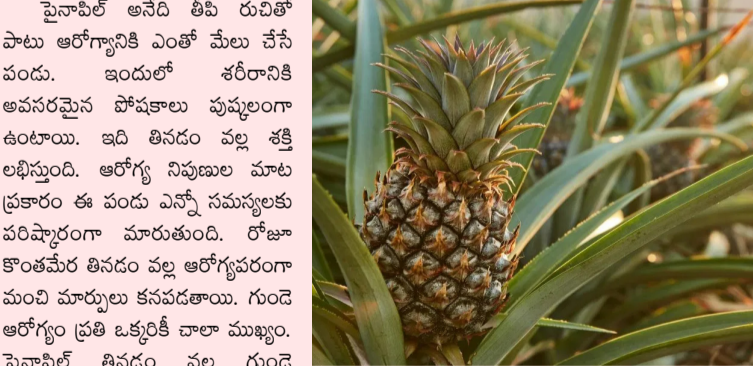 పైనాపిల్ అనేది తీపి రుచితో
పాటు ఆరోగ్యానికి ఎంతో మేలు చేసే
పండు. ఇందులో శరీరానికి
అవసరమైన పోషకాలు పుష్కలంగా
ఉంటాయి. ఇది తినడం వల్ల శక్తి
లభిస్తుంది. ఆరోగ్య నిపుణుల మాట
ప్రకారం ఈ పండు ఎన్నో సమస్యలకు
పరిష్కారంగా మారుతుంది. రోజూ
కొంతమేర తినడం వల్ల ఆరోగ్యపరంగా
మంచి మార్పులు కనపడతాయి. గుండె
ఆరోగ్యం ప్రతి ఒక్కరికీ చాలా ముఖ్యం.
పైనాపిల్ తినడం వల్ల గుండె